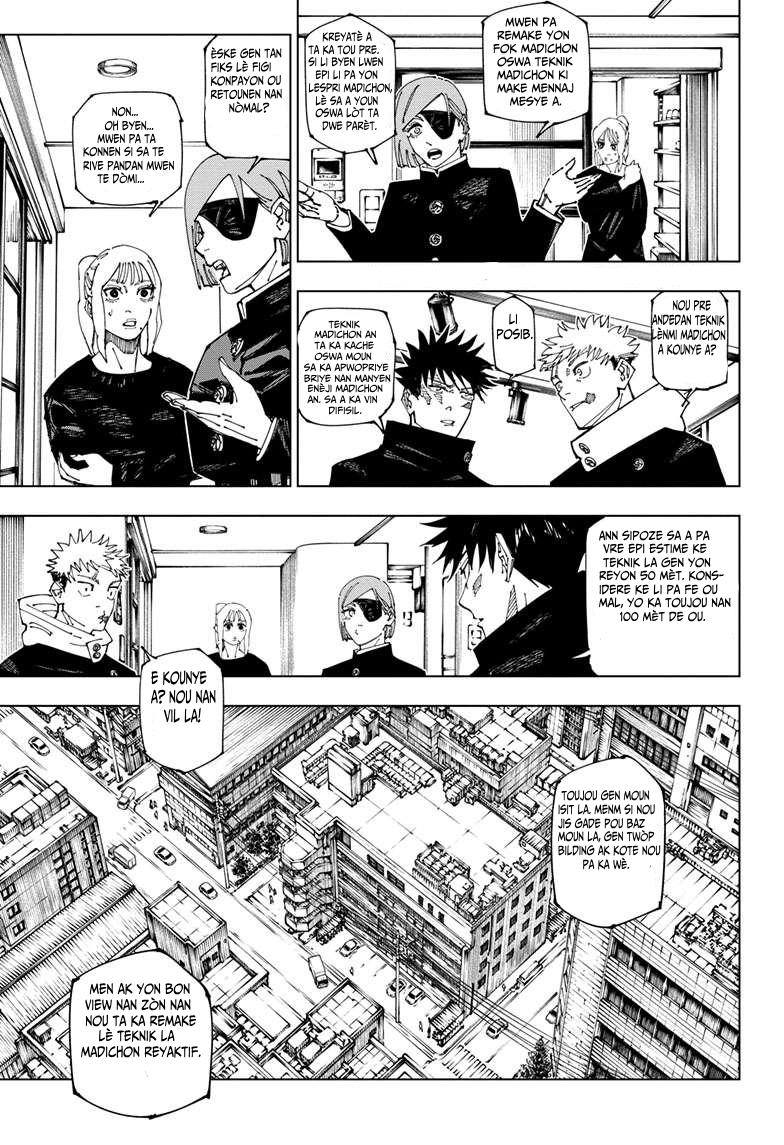 MWEN PA
REMAKE YON
FOK MADICHON
OSWA TEKNIK
MADICHON KI
MAKE MENNAJ
MESYE A.
KREYATÈ A
TA KA TOU PRE.
SI LI BYEN LWEN
EPI LI PA YON
LESPRI MADICHON,
LÈ SA A YOUN
OSWA LÒT TA
DWE PARÈT.
ÈSKE GEN TAN
FIKS LÈ FIGI
KONPAYON OU
RETOUNEN NAN
NÒMAL?
NON...
OH BYEN...
MWEN PA TA
KONNEN SI SA TE
RIVE PANDAN MWEN
TE DÒMI...
NOU PRE
ANDEDAN TEKNIK
LÈNMI MADICHON
A KOUNYE A?
LI
POSIB.
TEKNIK
MADICHON AN
TA KA KACHE
OSWA MOUN
SA KA APWOPRIYE
BRIYE NAN MANYEN
ENÈJI MADICHON
AN. SA A KA VIN
DIFISIL.
ANN SIPOZE SA A PA
VRE EPI ESTIME KE
TEKNIK LA GEN YON
REYON 50 MÈT. KONS-
IDERE KE LI PA FE OU
MAL, YO KA TOUJOU NAN
100 MÈT DE OU.
E KOUNYE
A? NOU NAN
VIL LA!
TOUJOU GEN MOUN
ISIT LA. MENM SI NOU
JIS GADE POU BAZ
MOUN LA, GEN TWÒP
BILDING AK KOTE NOU
PA KA WÈ.
MEN AK YON BON
VIEW NAN ZÒN NAN
NOU TA KA REMAKE
LÈ TEKNIK LA
MADICHON REYAKTIF.